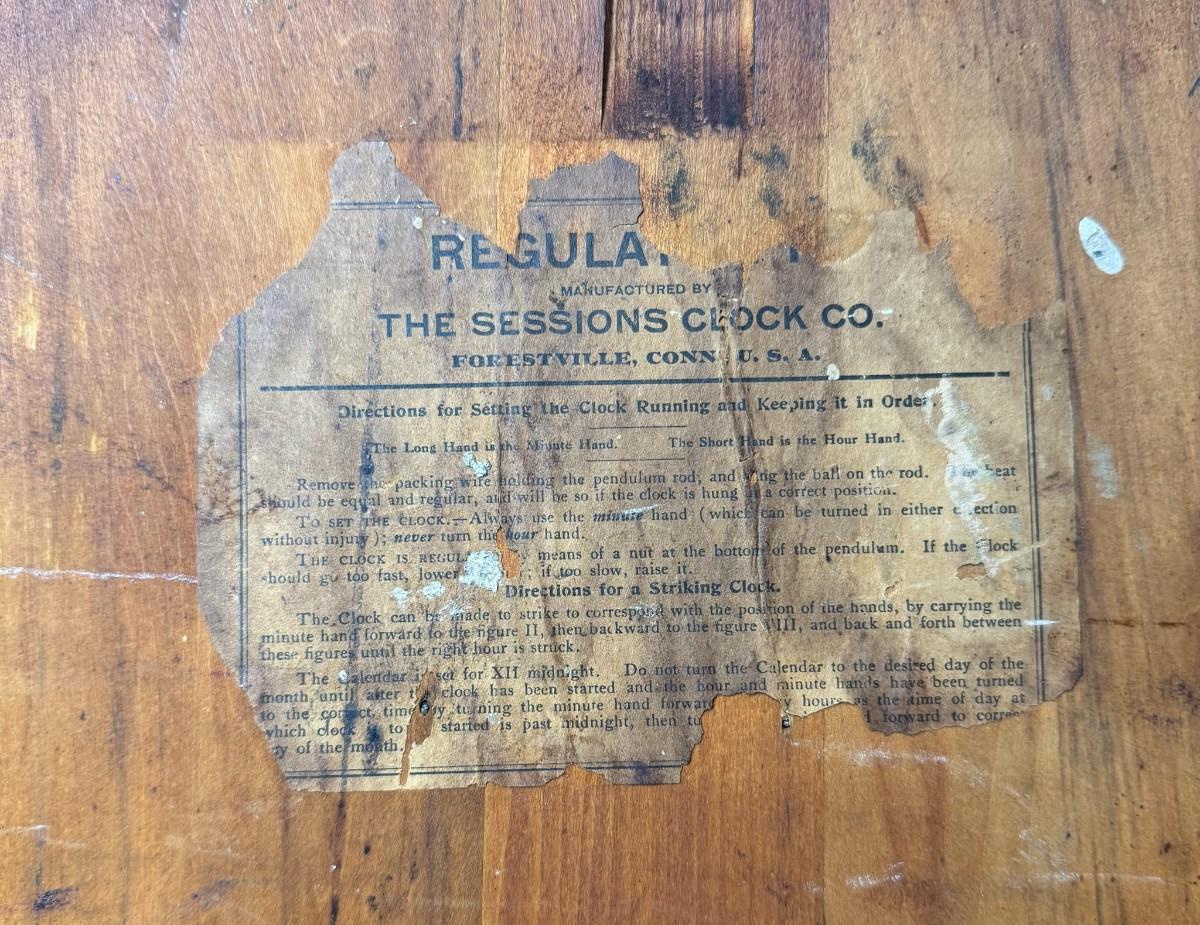 REGULA
MANUFACTURED BY
THE SESSIONS CLOCK CO.
FORESTVILLE, CONN. U. S. A.
Directions for Setting the Clock Running and Keeping it in Order.
The Long Hand is the Minute Hand. The Short Hand is the Hour Hand.
Remove the packing wire holding the pendulum rod, and the ball on the rod. The beat
should be equal and regular, and will be so if the clock is hung in a correct position.
TO SET THE CLOCK.—Always use the minute hand (which can be turned in either direction
without injury); never turn the hour hand.
THE CLOCK IS REGUL means of a nut at the bottom of the pendulum. If the clock
should go too fast, lower ; if too slow, raise it.
Directions for a Striking Clock.
The Clock can be made to strike to correspond with the position of the hands, by carrying the
minute hand forward to the figure II, then backward to the figure VIII, and back and forth between
these figures until the right hour is struck.
The Calendar is set for XII midnight. Do not turn the Calendar to the desired day of the
month until after the clock has been started and the hour and minute hands have been turned
to the correct time by turning the minute hand forward y hours as the time of day at
which clock is to started is past midnight, then tu forward to correct
day of the month.